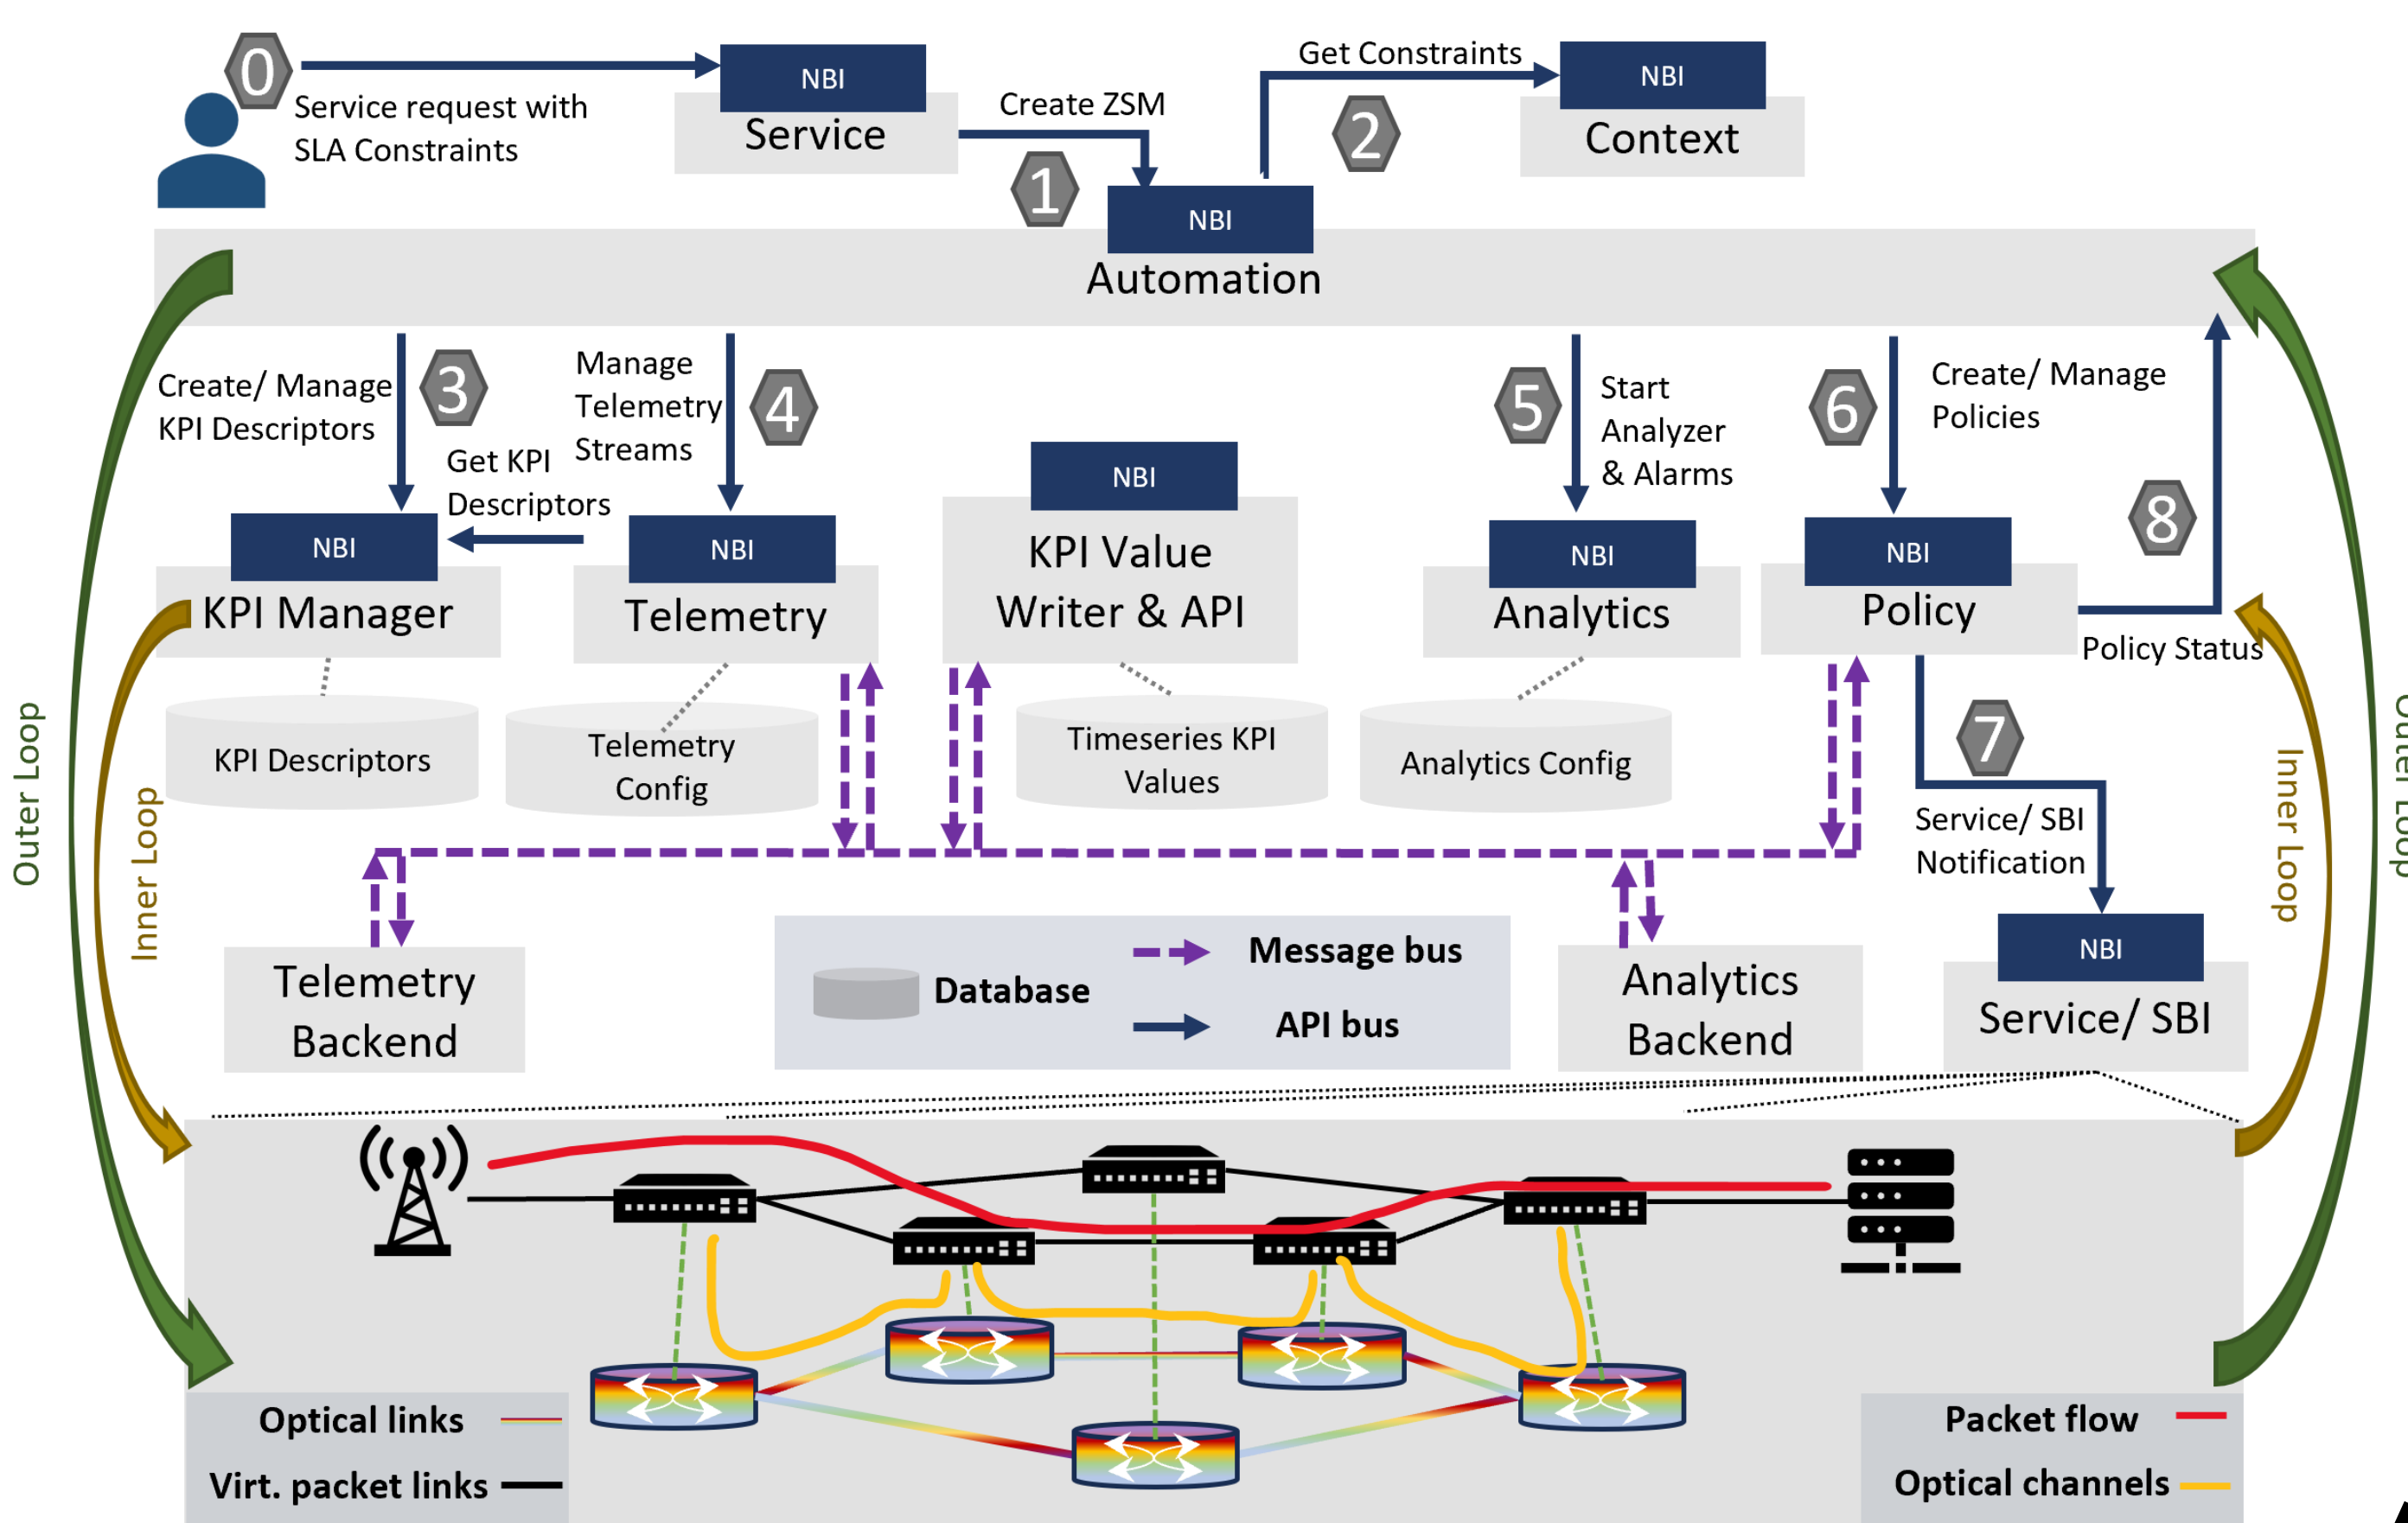 0
Service request with
SLA Constraints
NBI
Service
Create ZSM
1
Get Constraints
2
NBI
Context
NBI
Automation
Create/ Manage
KPI Descriptors
3
Manage
Telemetry
Streams
4
Get KPI
Descriptors
5
Start
Analyzer
& Alarms
6
Create/ Manage
Policies
8
NBI
KPI Manager
NBI
Telemetry
NBI
KPI Value
Writer & API
NBI
Analytics
NBI
Policy
Policy Status
KPI Descriptors
Telemetry
Config
Timeseries KPI
Values
Analytics Config
7
Service/ SBI
Notification
Outer Loop
Inner Loop
Inner Loop
Outer Loop
Telemetry
Backend
Database
Message bus
API bus
Analytics
Backend
NBI
Service/ SBI
Optical links
Virt. packet links
Packet flow
Optical channels